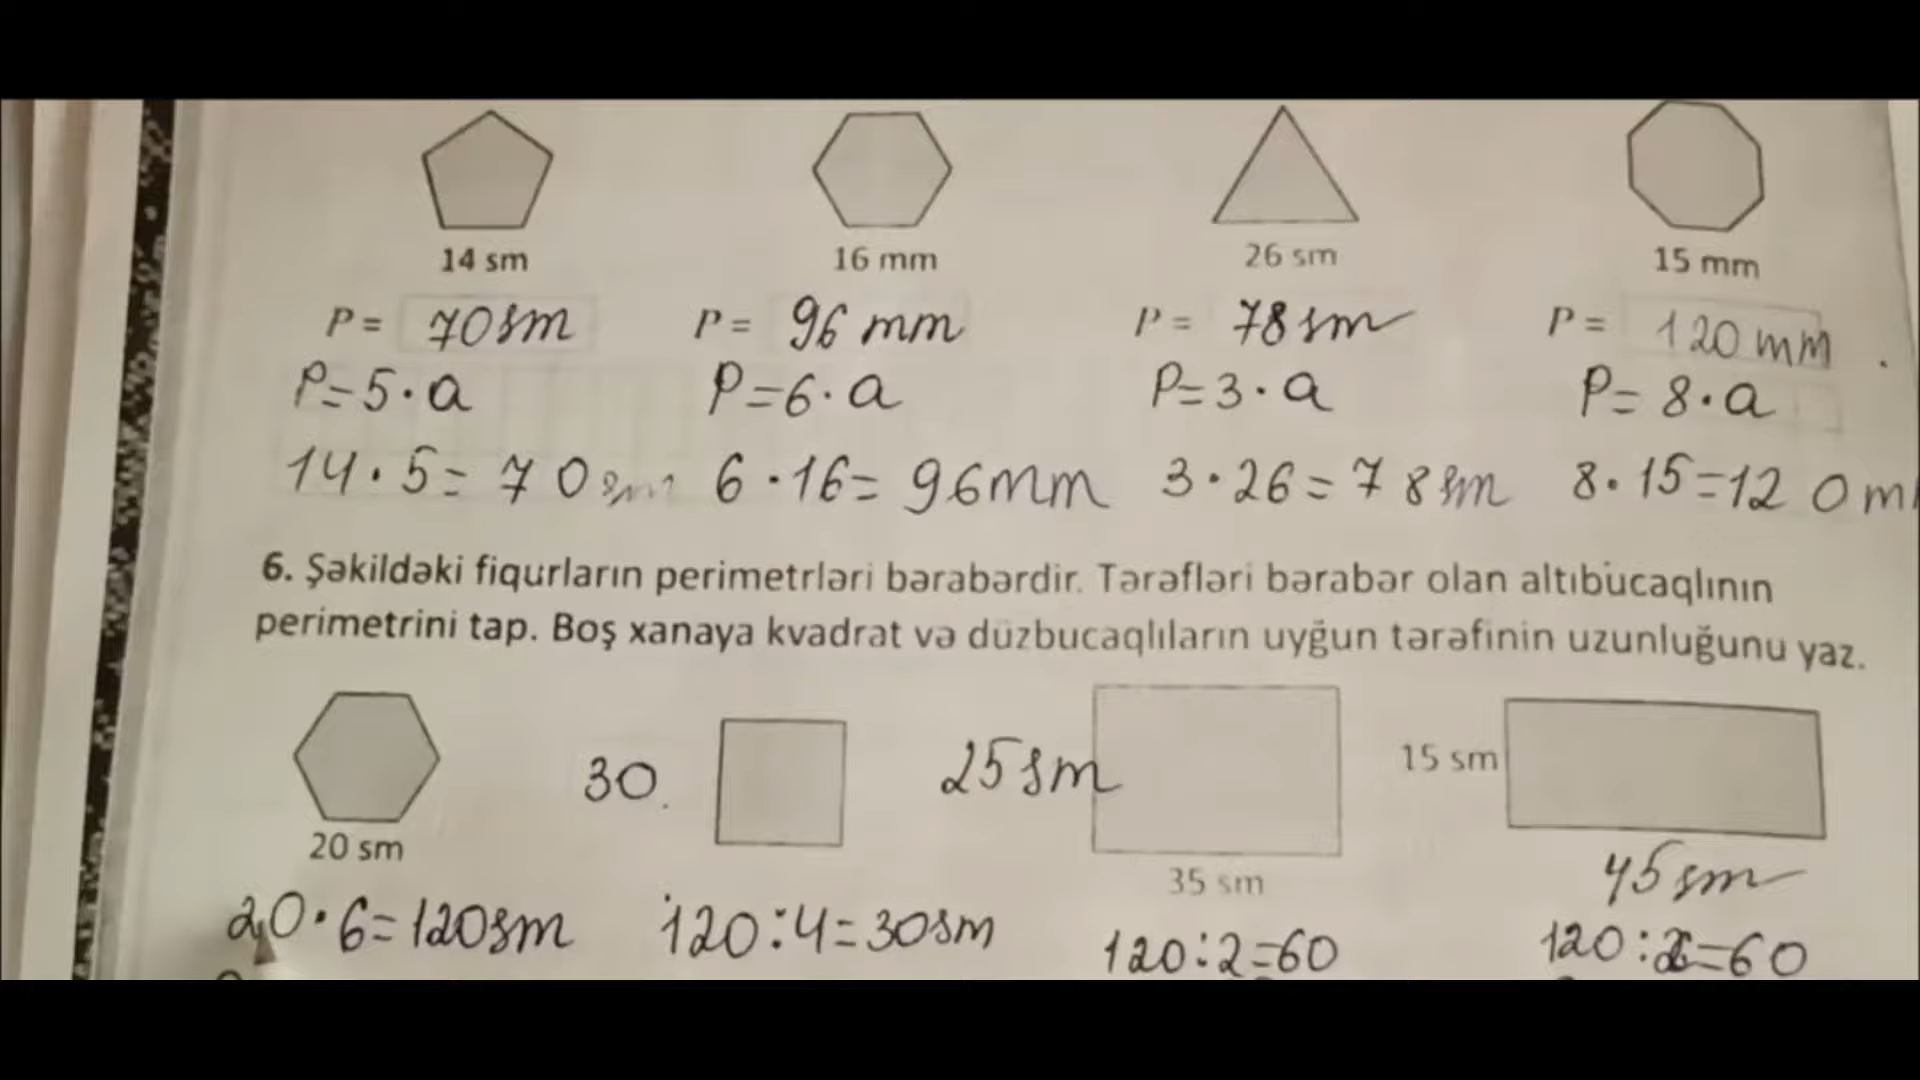 14 sm 16 mm 26 sm 15 mm
P = 70sm P = 96 mm P = 78sm P = 120 mm
P=5·a P=6·a P=3·a P=8·a
14·5=70sm 6·16=96mm 3·26=78sm 8·15=120m
6. Şəkildəki fiqurların perimetrləri bərabərdir. Tərəfləri bərabər olan altıbucaqlının
perimetrini tap. Boş xanaya kvadrat və düzbucaqlıların uyğun tərəfinin uzunluğunu yaz.
30 25sm 15 sm
20 sm 35 sm 45sm
20·6=120sm 120:4=30sm 120:2=60 120:2=60